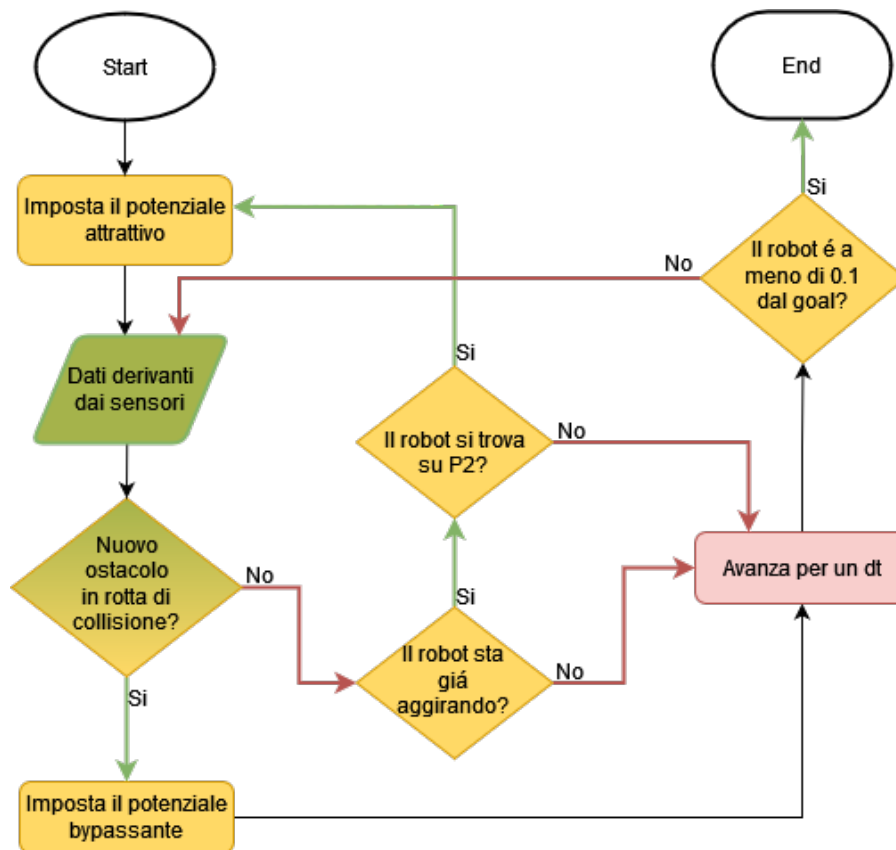 Start
End
Imposta il potenziale
attrattivo
Si
Il robot é a
meno di 0.1
dal goal?
No
Dati derivanti
dai sensori
Si
Il robot si trova
su P2?
No
Nuovo
ostacolo
in rotta di
collisione?
No
Si
Avanza per un dt
Il robot sta
giá
aggirando?
No
Si
Imposta il potenziale
bypassante